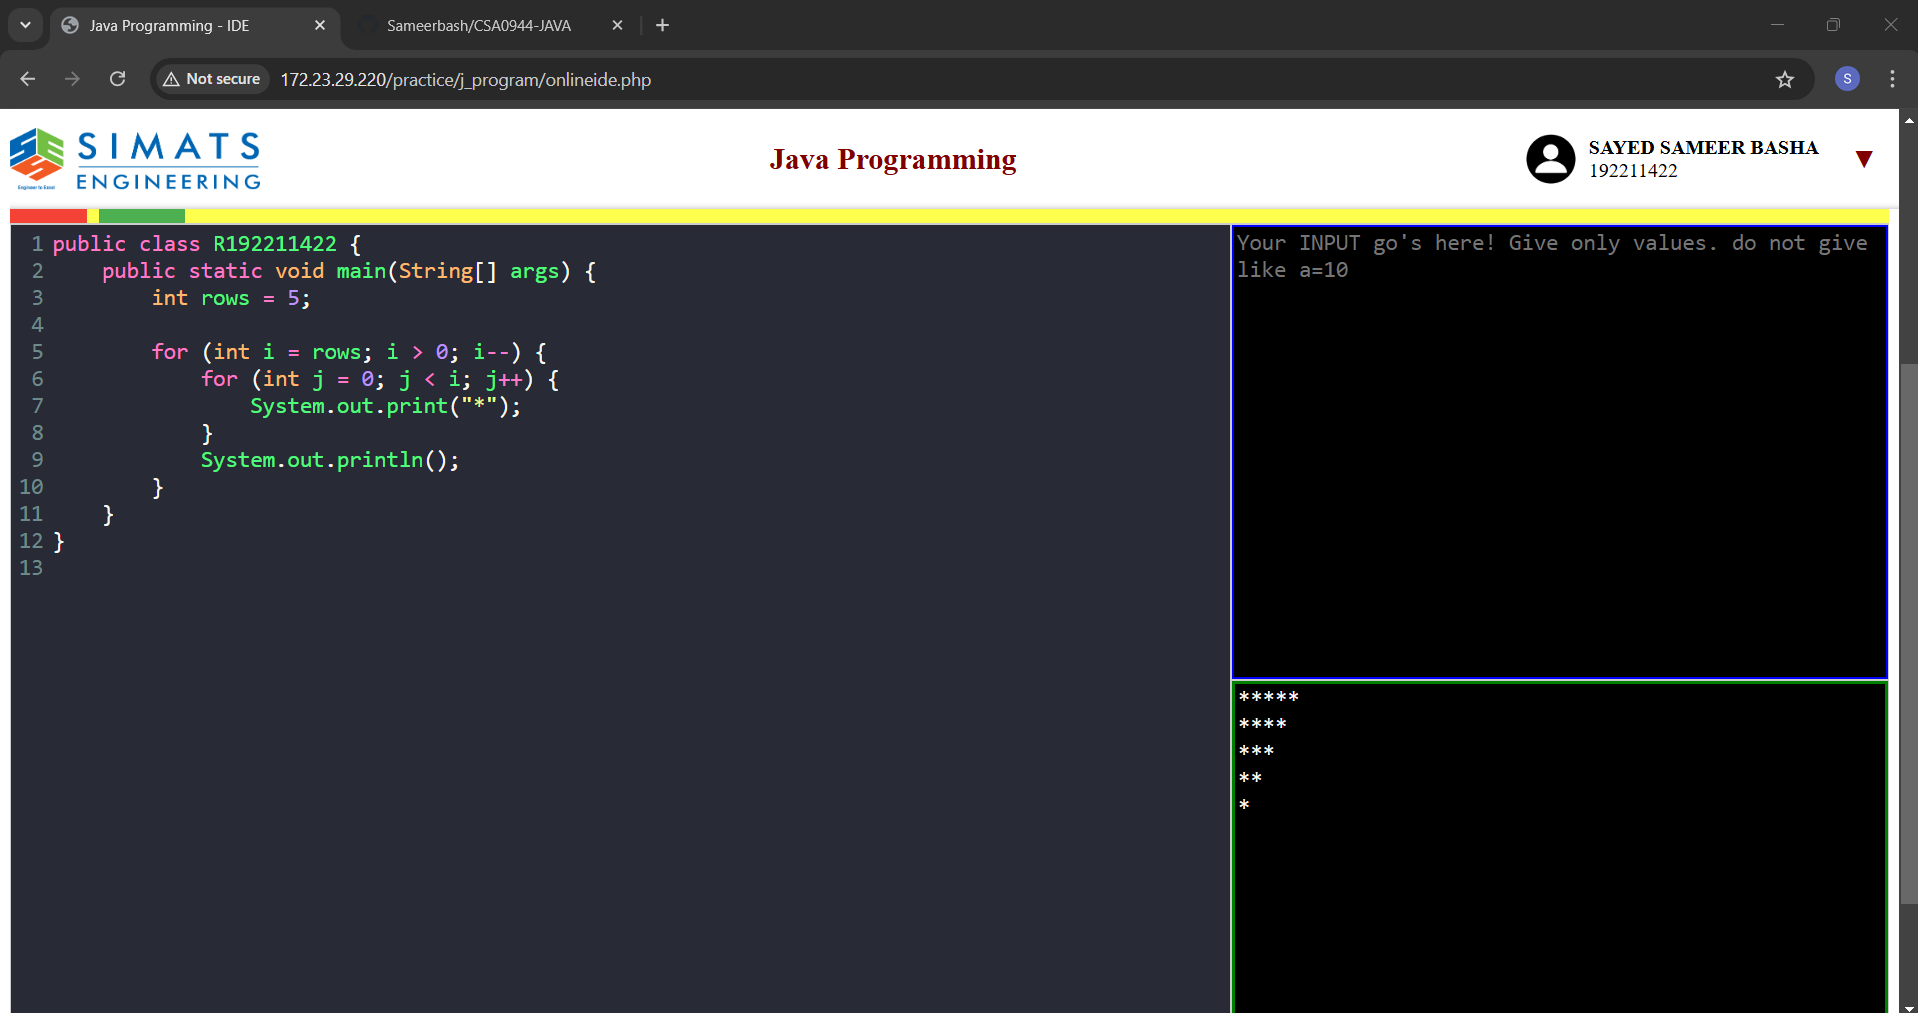 Java Programming - IDE
Sameerbash/CSA0944-JAVA
Not secure
172.23.29.220/practice/j_program/onlineide.php
S
SIMATS
ENGINEERING
Engineer to Excel
Java Programming
SAYED SAMEER BASHA
192211422
1 public class R192211422 {
2     public static void main(String[] args) {
3         int rows = 5;
4
5         for (int i = rows; i > 0; i--) {
6             for (int j = 0; j < i; j++) {
7                 System.out.print("*");
8             }
9             System.out.println();
10         }
11     }
12 }
13
Your INPUT go's here! Give only values. do not give
like a=10
*****
****
***
**
*